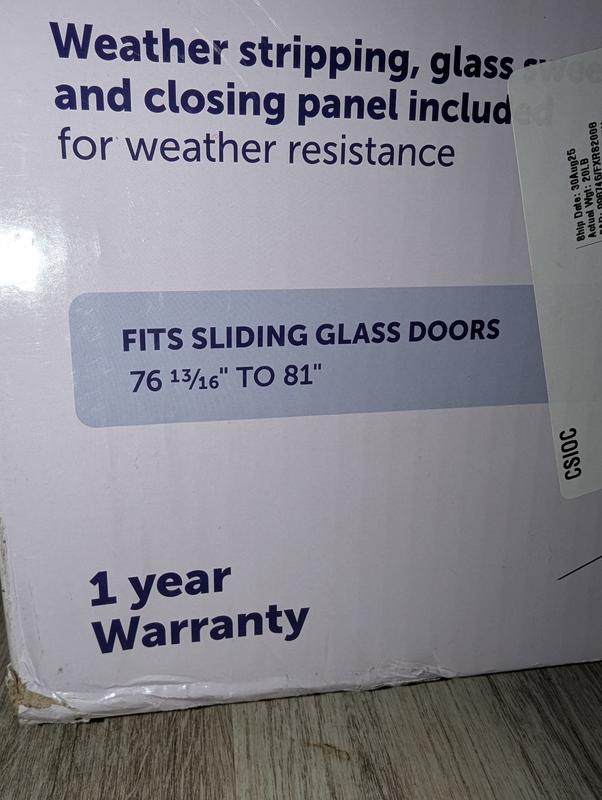 Weather stripping, glass
and closing panel included
for weather resistance
FITS SLIDING GLASS DOORS
76 13/16" TO 81"
1 year
Warranty
Ship Date: 30Aug25
Actual Wgt: 20LB
CSIOC